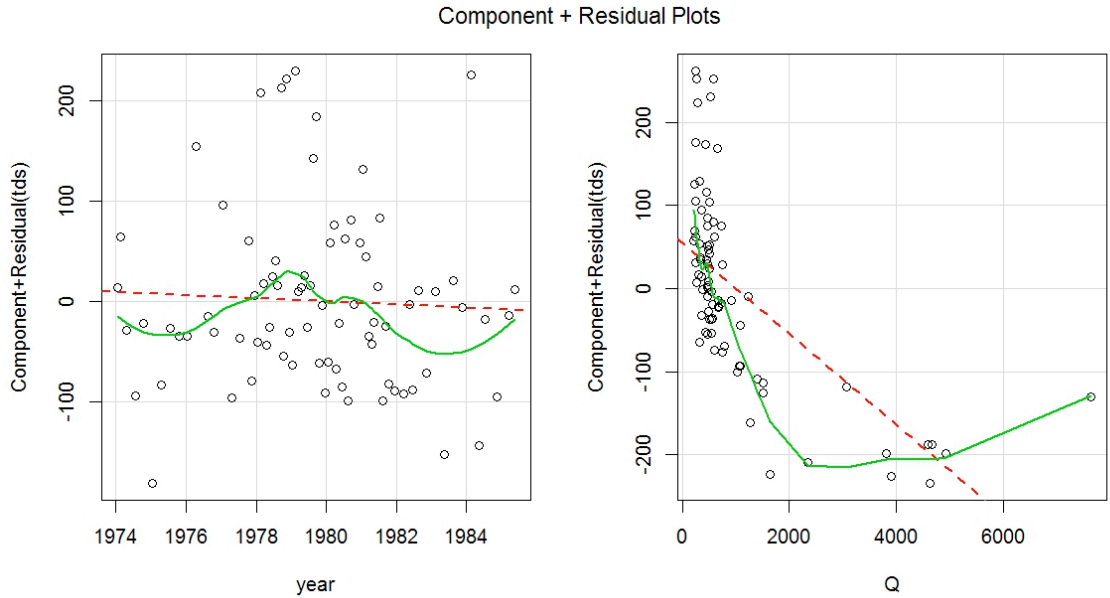 Component + Residual Plots
Component+Residual(tds)
200
100
0
-100
1974 1976 1978 1980 1982 1984
year
Component+Residual(tds)
200
100
0
-100
-200
0 2000 4000 6000
Q